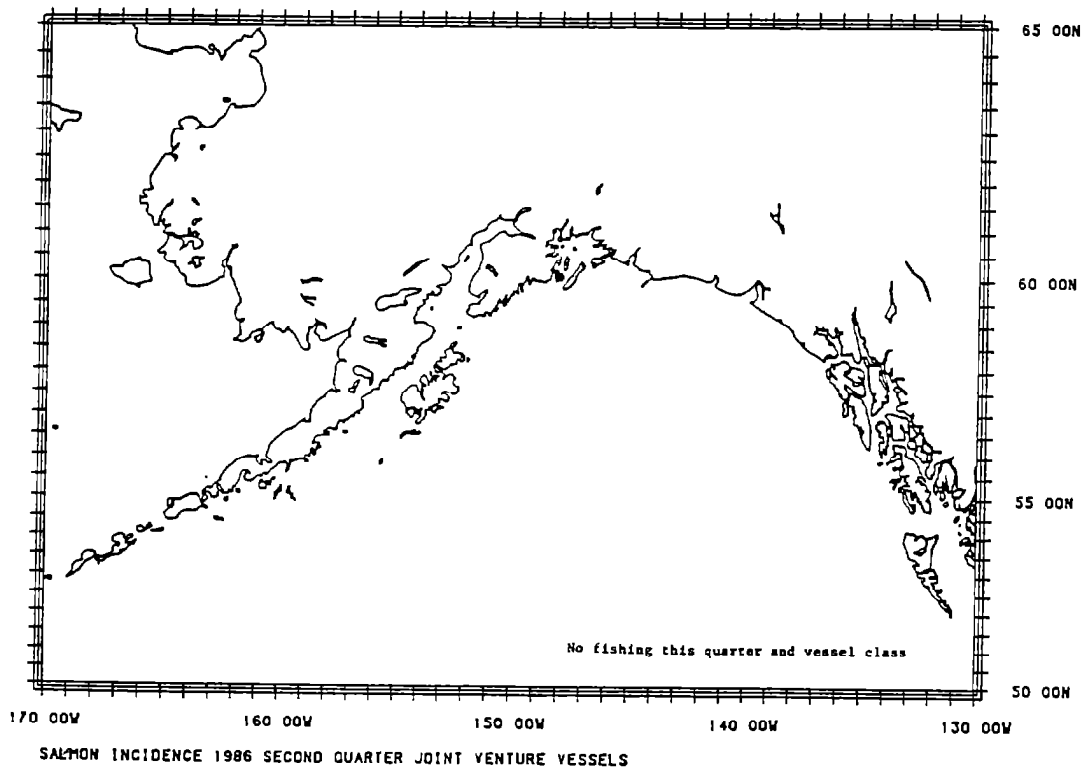 65 00N
60 00N
55 00N
No fishing this quarter and vessel class
50 00N
170 00W 160 00W 150 00W 140 00W 130 00W
SALMON INCIDENCE 1986 SECOND QUARTER JOINT VENTURE VESSELS